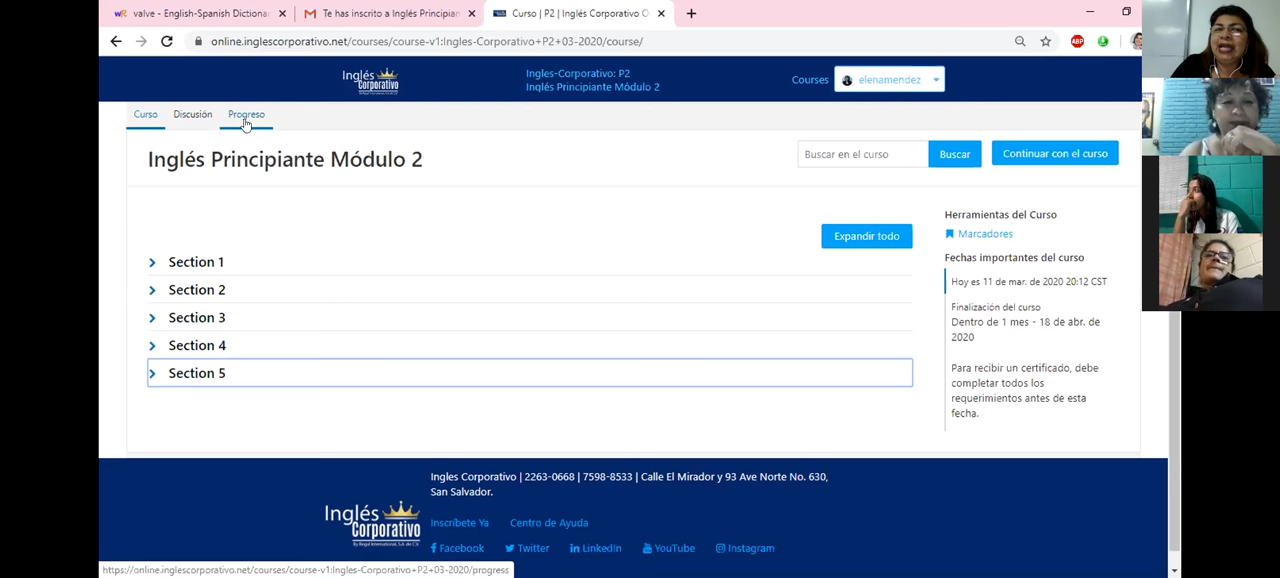 valve - English-Spanish Dictionar
Te has inscrito a Inglés Principian
Curso | P2 | Inglés Corporativo O
online.inglescorporativo.net/courses/course-v1:Ingles-Corporativo+P2+03-2020/course/
ABP
Inglés
Corporativo
Ingles-Corporativo: P2
Inglés Principiante Módulo 2
Courses
elenamendez
Curso
Discusión
Progreso
Inglés Principiante Módulo 2
Buscar en el curso
Buscar
Continuar con el curso
Expandir todo
Section 1
Section 2
Section 3
Section 4
Section 5
Herramientas del Curso
Marcadores
Fechas importantes del curso
Hoy es 11 de mar. de 2020 20:12 CST
Finalización del curso
Dentro de 1 mes - 18 de abr. de
2020
Para recibir un certificado, debe
completar todos los
requerimientos antes de esta
fecha.
Ingles Corporativo | 2263-0668 | 7598-8533 | Calle El Mirador y 93 Ave Norte No. 630,
San Salvador.
Inglés
Corporativo
By Regal International, S.A. de C.V.
Inscríbete Ya
Centro de Ayuda
Facebook
Twitter
LinkedIn
YouTube
Instagram
https://online.inglescorporativo.net/courses/course-v1:Ingles-Corporativo+P2+03-2020/progress